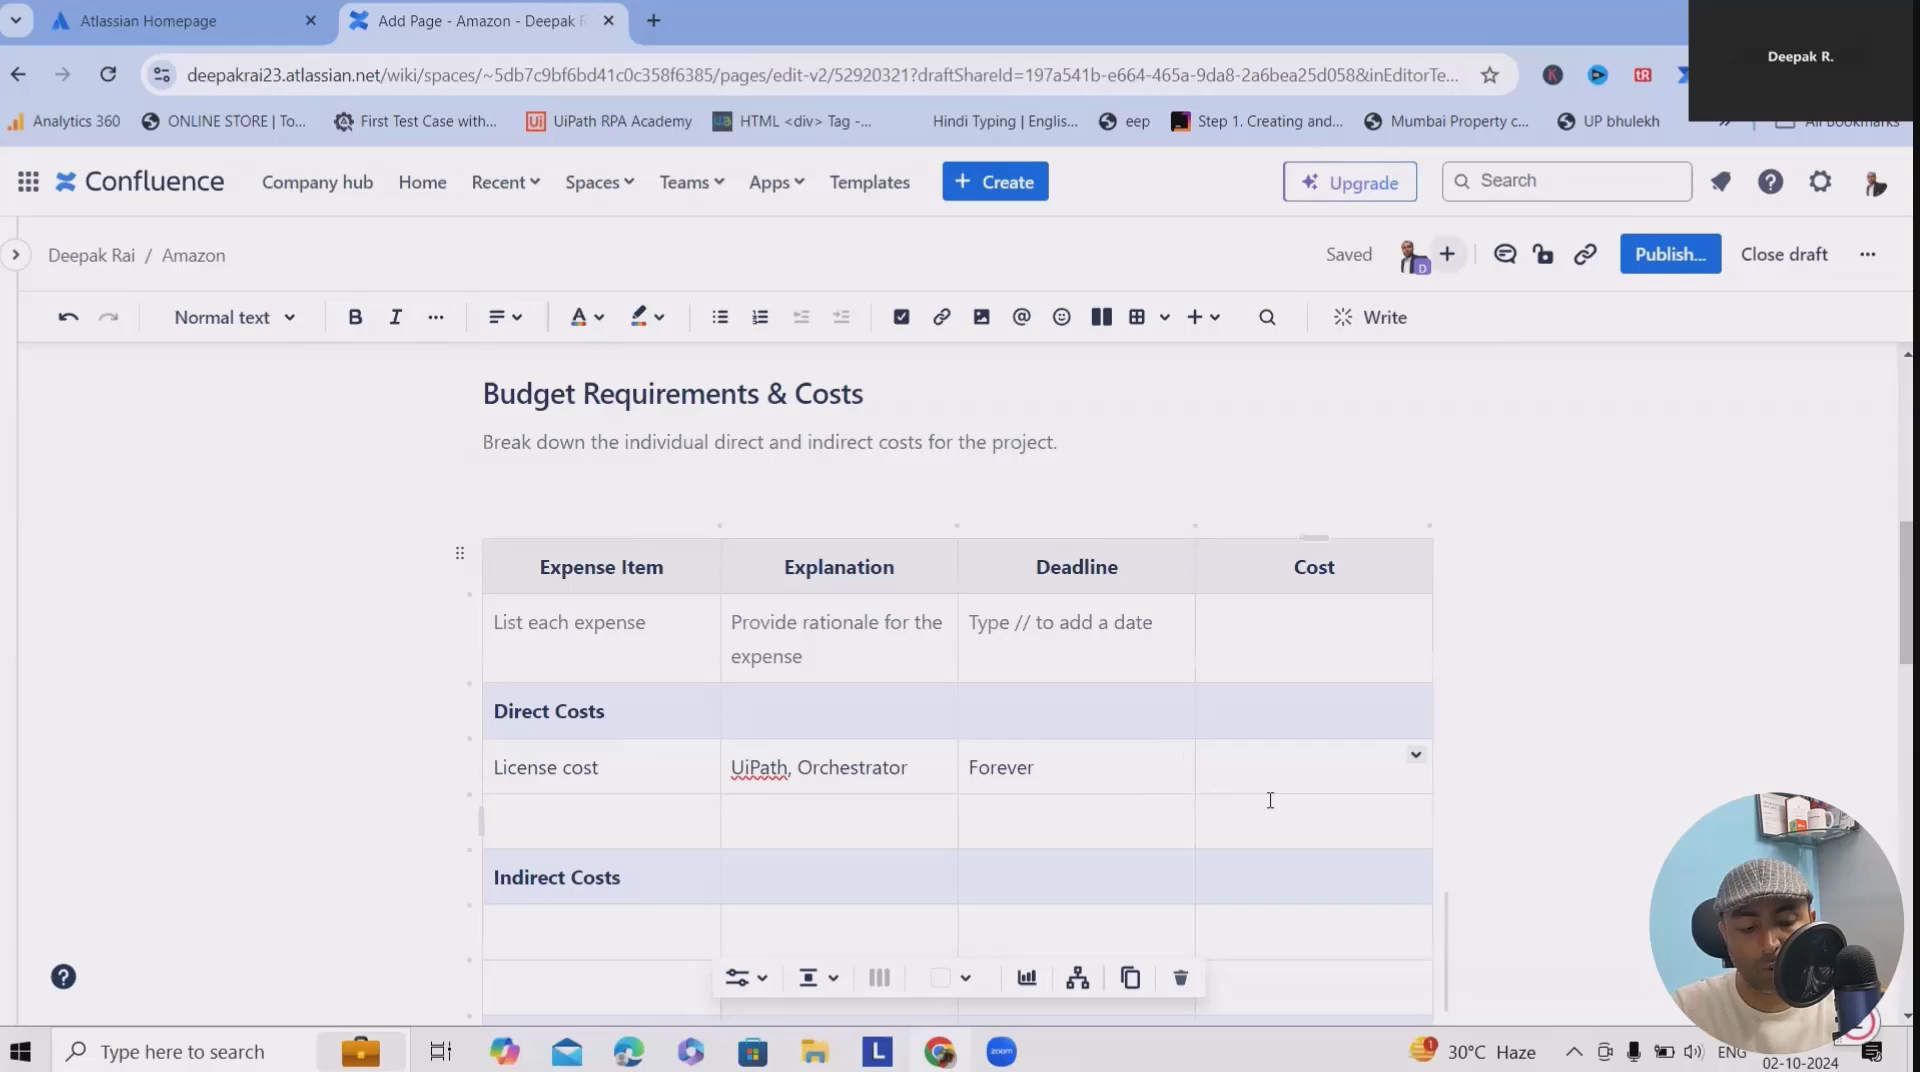 Atlassian Homepage
Add Page - Amazon - Deepak R
Deepak R.
deepakrai23.atlassian.net/wiki/spaces/~5db7c9bf6bd41c0c358f6385/pages/edit-v2/52920321?draftShareId=197a541b-e664-465a-9da8-2a6bea25d058&inEditorTe...
Analytics 360
ONLINE STORE | To...
First Test Case with...
UiPath RPA Academy
HTML <div> Tag -...
Hindi Typing | Englis...
eep
Step 1. Creating and...
Mumbai Property c...
UP bhulekh
All Bookmarks
Confluence
Company hub
Home
Recent
Spaces
Teams
Apps
Templates
+ Create
Upgrade
Search
Deepak Rai / Amazon
Saved
D
Publish...
Close draft
Normal text
B
I
A
Write
Budget Requirements & Costs
Break down the individual direct and indirect costs for the project.
Expense Item
Explanation
Deadline
Cost
List each expense
Provide rationale for the
expense
Type // to add a date
Direct Costs
License cost
UiPath, Orchestrator
Forever
Indirect Costs
Type here to search
L
zoom
1
30°C Haze
ENG
02-10-2024